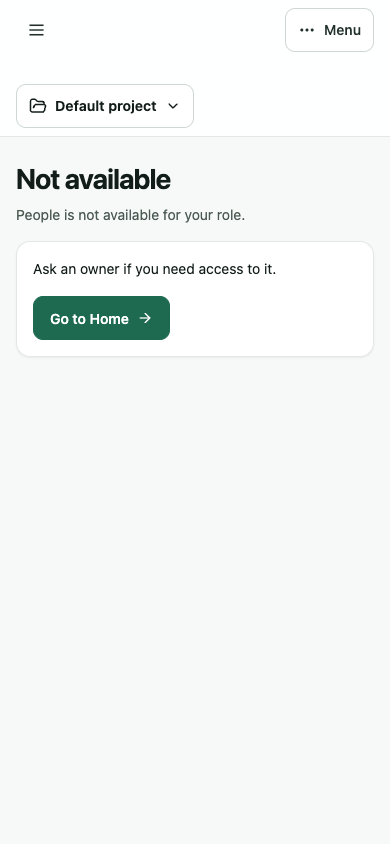 Menu
Default project
Not available
People is not available for your role.
Ask an owner if you need access to it.
Go to Home